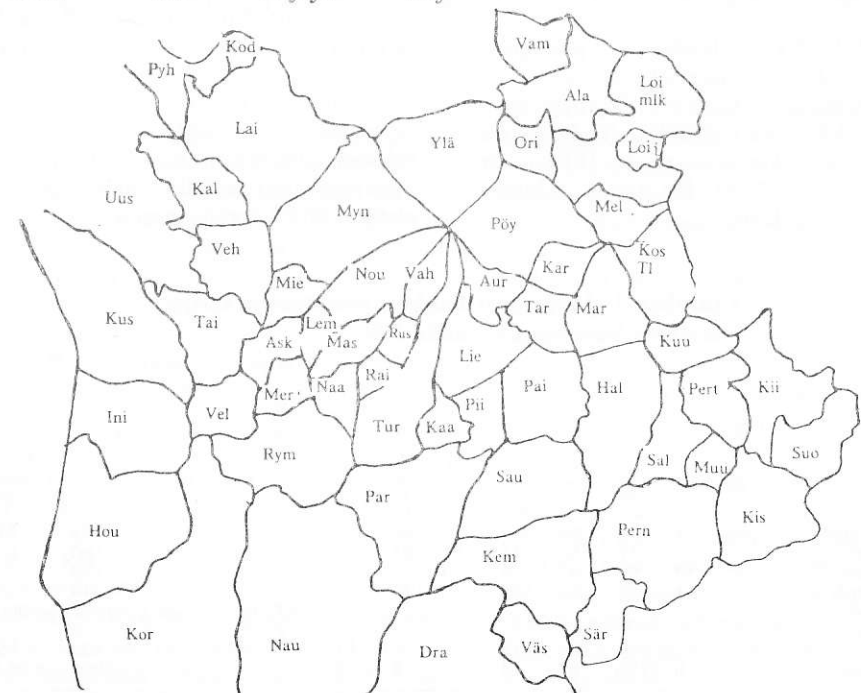 Vam
Kod
Pyh
Ala
Loi
mik
Lai
Ylä
Ori
Loi
Kal
Uus
Myn
Mel
Pöy
Veh
Kos
Tl
Nou
Vah
Kar
Mie
Aur
Kus
Tai
Lem
Tar
Mar
Ask
Mas
Rus
Lie
Kuu
Naa
Rai
Pai
Hal
Pert
Kii
Mer
Ini
Vel
Pii
Tur
Kaa
Rym
Sal
Muu
Suo
Sau
Par
Hou
Pern
Kis
Kem
Kor
Nau
Dra
Väs
Sär